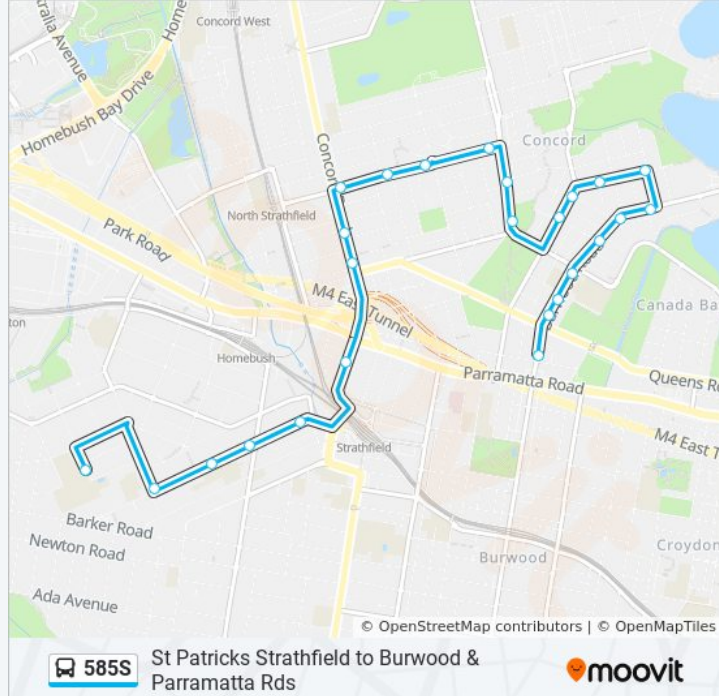 Concord West
Homebush Bay Drive
Concord
North Strathfield
Park Road
M4 East Tunnel
Canada Ba
Homebush
Parramatta Road
Queens R
Strathfield
M4 East T
Barker Road
Newton Road
Burwood
Croydon
Ada Avenue
© OpenStreetMap contributors | © OpenMapTiles
585S
St Patricks Strathfield to Burwood &
Parramatta Rds
moovit